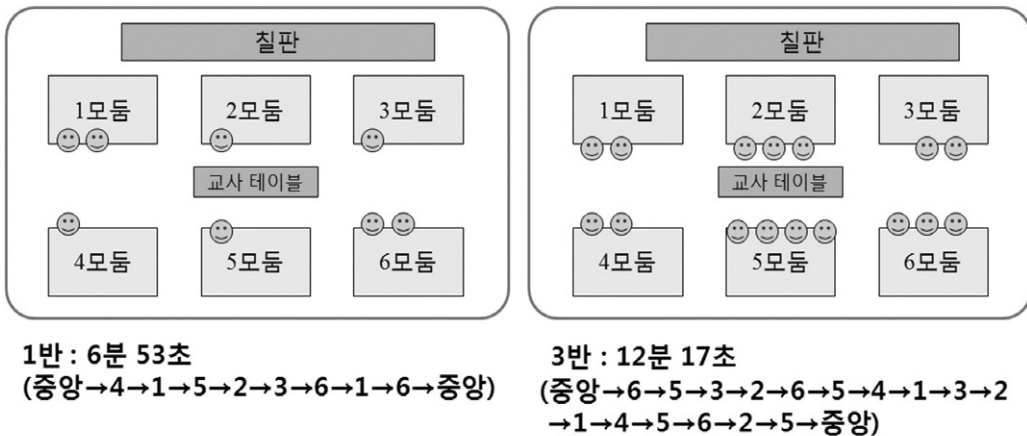 칠판
1모둠
2모둠
3모둠
교사 테이블
4모둠
5모둠
6모둠
1반 : 6분 53초
(중앙→4→1→5→2→3→6→1→6→중앙)
칠판
1모둠
2모둠
3모둠
교사 테이블
4모둠
5모둠
6모둠
3반 : 12분 17초
(중앙→6→5→3→2→6→5→4→1→3→2
→1→4→5→6→2→5→중앙)